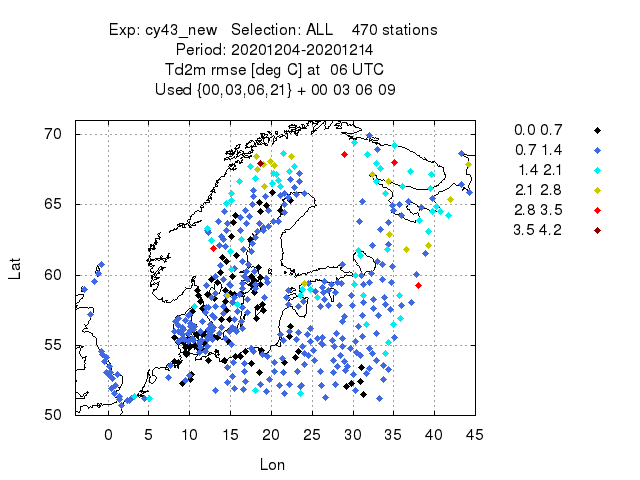 Exp: cy43_new   Selection: ALL    470 stations
Period: 20201204-20201214
Td2m rmse [deg C] at  06 UTC
Used {00,03,06,21} + 00 03 06 09
70
65
60
55
50
Lat
0 5 10 15 20 25 30 35 40 45
Lon
0.0 0.7
0.7 1.4
1.4 2.1
2.1 2.8
2.8 3.5
3.5 4.2